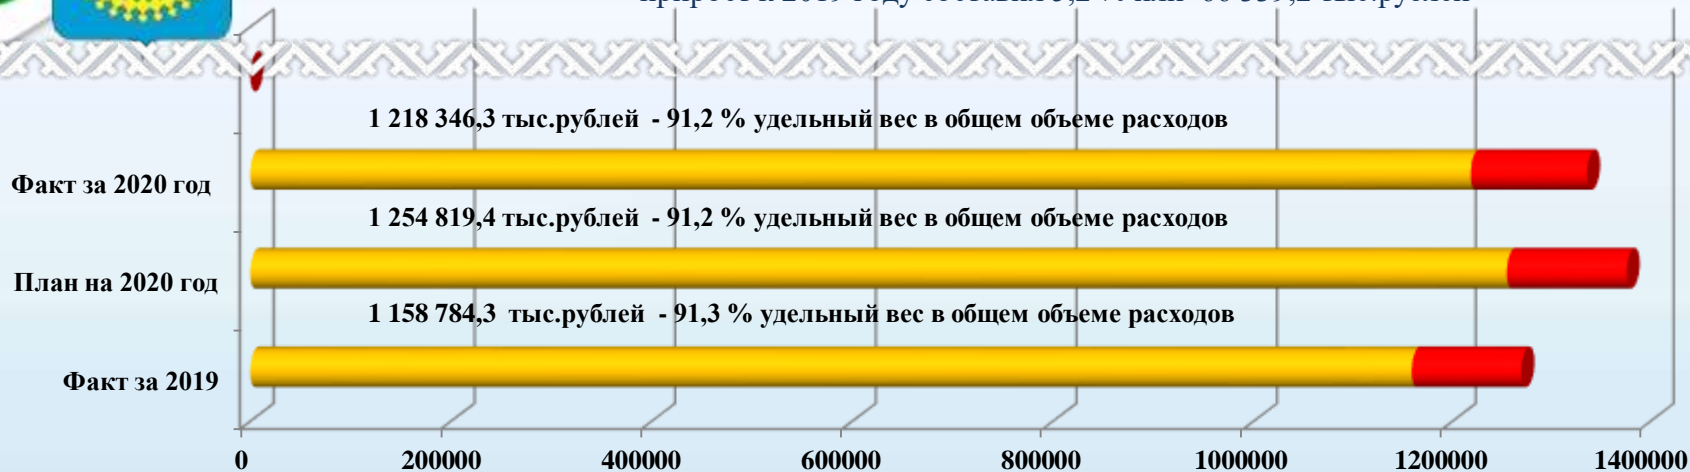 1 218 346,3 тыс.рублей - 91,2 % удельный вес в общем объеме расходов
Факт за 2020 год
1 254 819,4 тыс.рублей - 91,2 % удельный вес в общем объеме расходов
План на 2020 год
1 158 784,3 тыс.рублей - 91,3 % удельный вес в общем объеме расходов
Факт за 2019
0 200000 400000 600000 800000 1000000 1200000 1400000